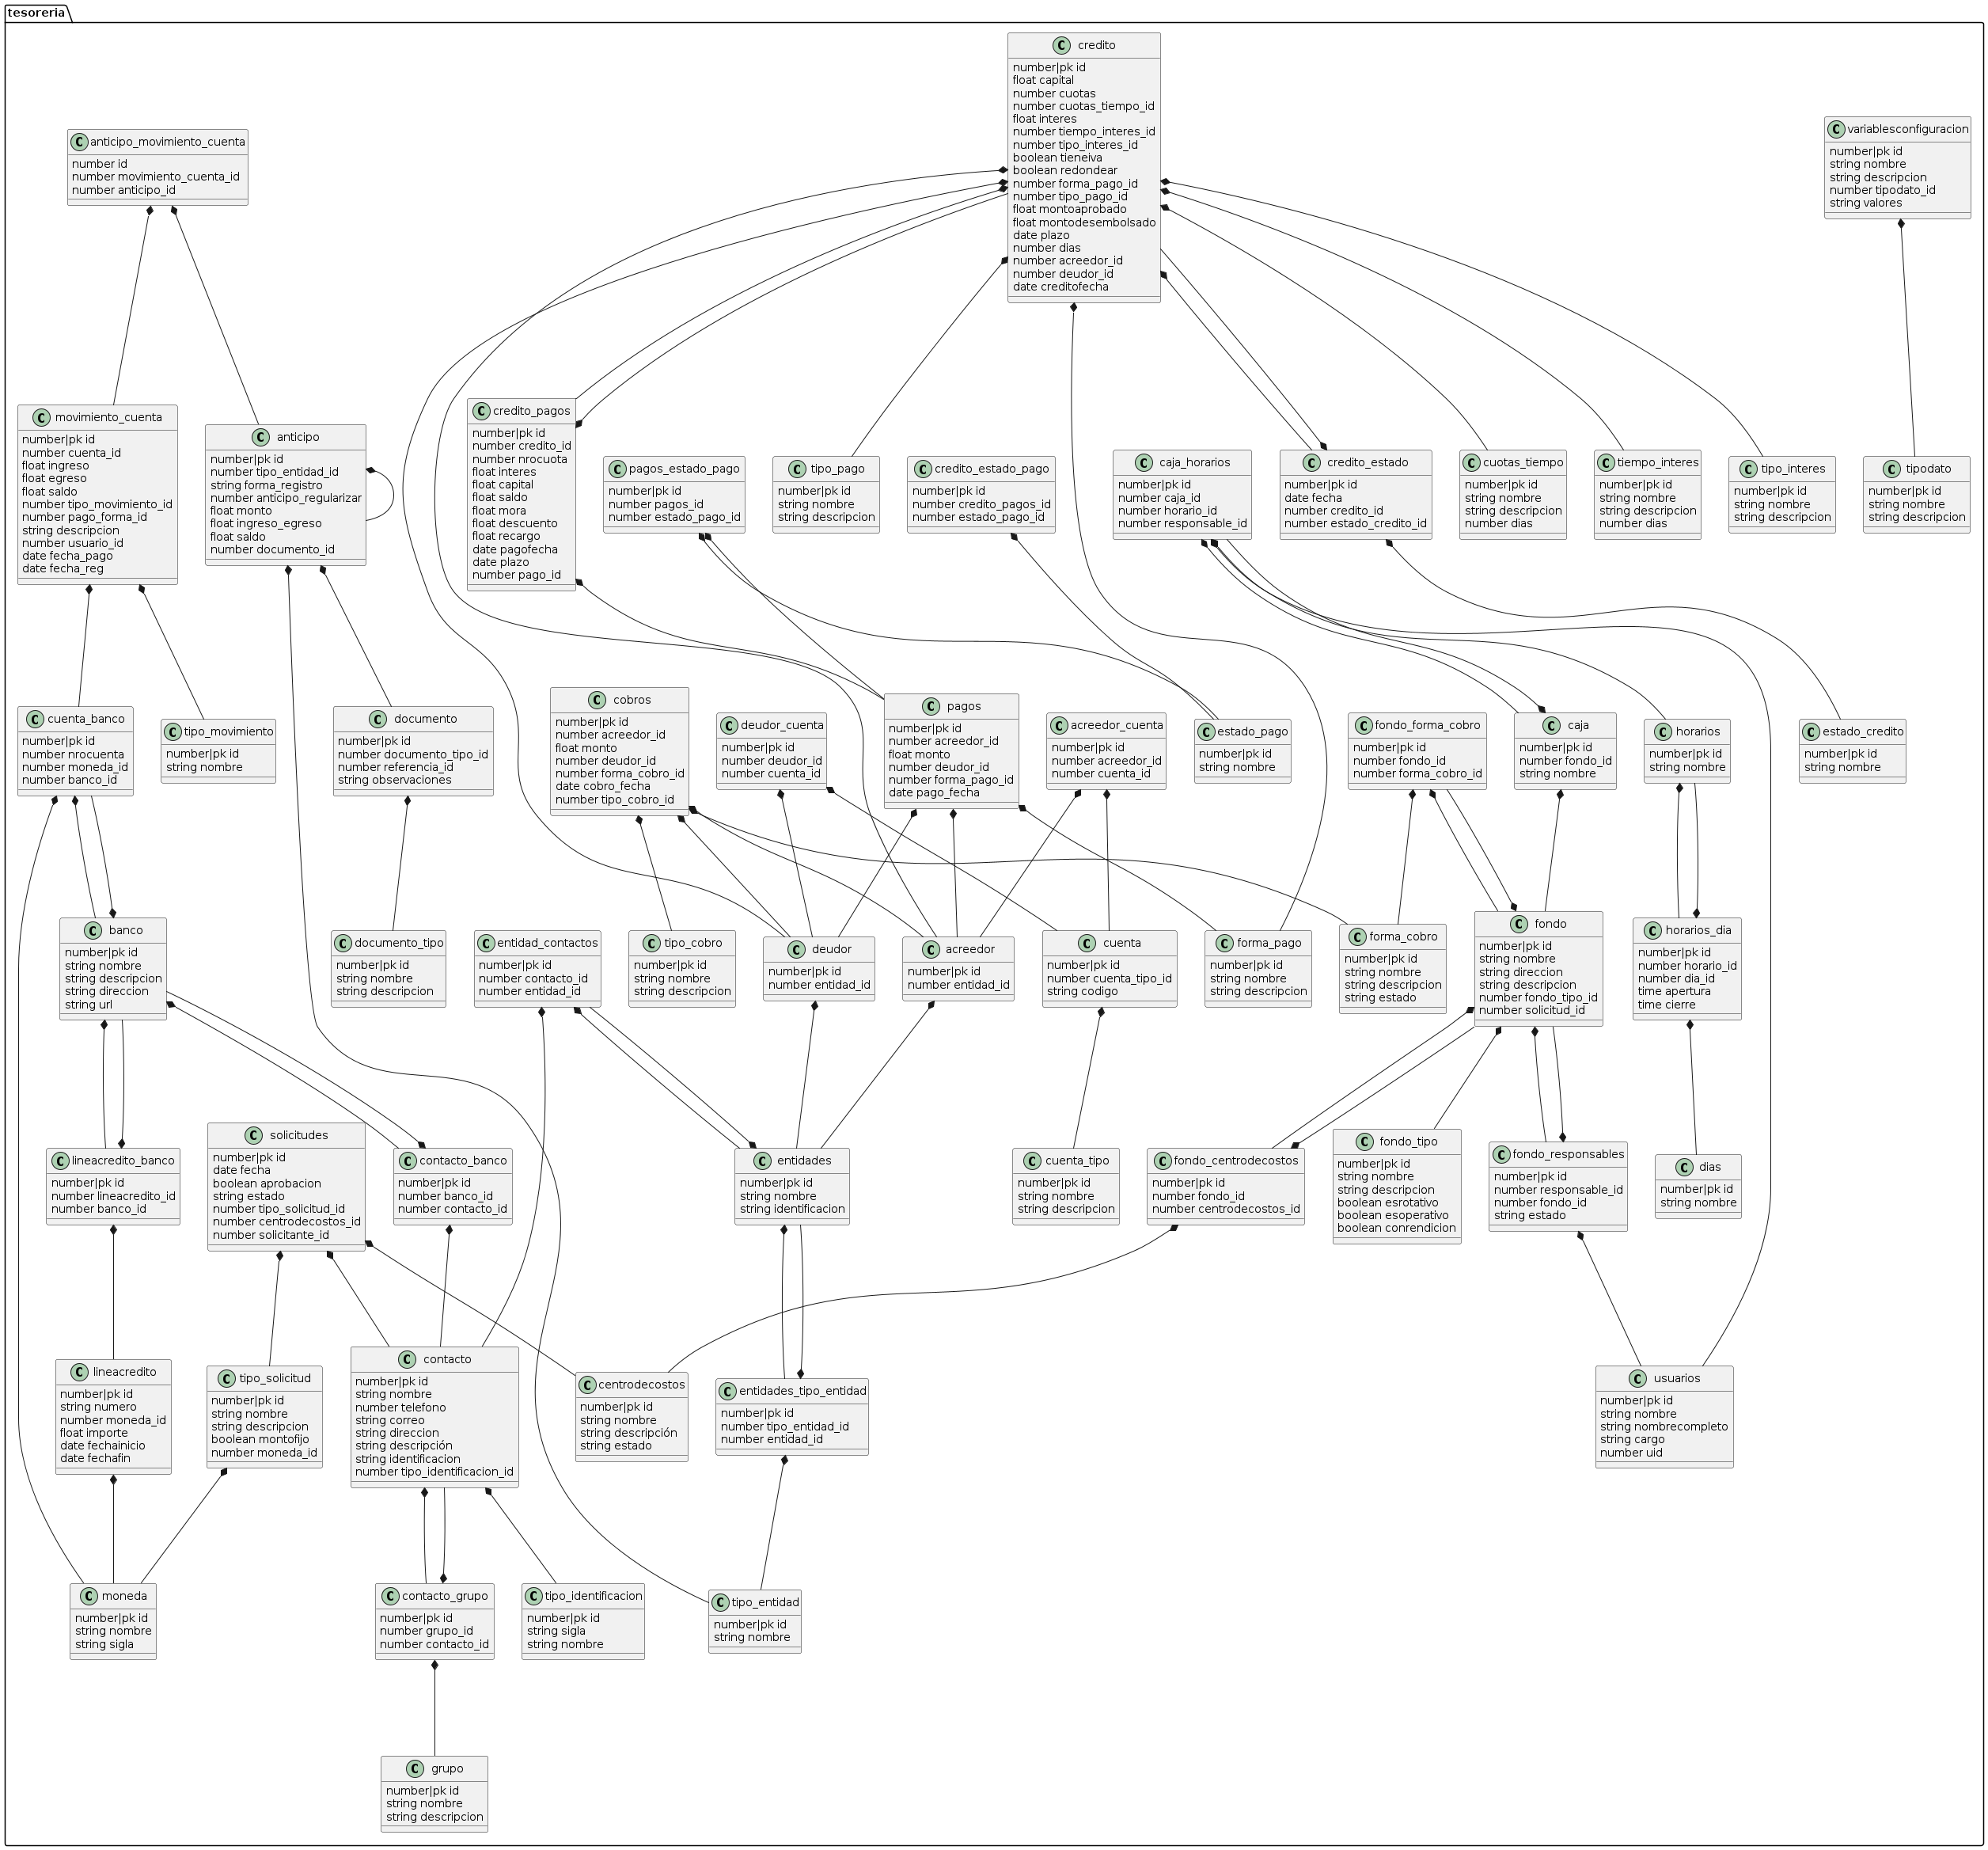 tesoreria
credito
number|pk id
float capital
number cuotas
number cuotas_tiempo_id
float interes
number tiempo_interes_id
number tipo_interes_id
boolean tieneiva
boolean redondear
number forma_pago_id
number tipo_pago_id
float montoaprobado
float montodesembolsado
date plazo
number dias
number acreedor_id
number deudor_id
date creditofecha
anticipo_movimiento_cuenta
number id
number movimiento_cuenta_id
number anticipo_id
variablesconfiguracion
number|pk id
string nombre
string descripcion
number tipodato_id
string valores
movimiento_cuenta
number|pk id
number cuenta_id
float ingreso
float egreso
float saldo
number tipo_movimiento_id
number pago_forma_id
string descripcion
number usuario_id
date fecha_pago
date fecha_reg
anticipo
number|pk id
number tipo_entidad_id
string forma_registro
number anticipo_regularizar
float monto
float ingreso_egreso
float saldo
number documento_id
credito_pagos
number|pk id
number credito_id
number nrocuota
float interes
float capital
float saldo
float mora
float descuento
float recargo
date pagofecha
date plazo
number pago_id
pagos_estado_pago
number|pk id
number pagos_id
number estado_pago_id
tipo_pago
number|pk id
string nombre
string descripcion
credito_estado_pago
number|pk id
number credito_pagos_id
number estado_pago_id
caja_horarios
number|pk id
number caja_id
number horario_id
number responsable_id
credito_estado
number|pk id
date fecha
number credito_id
number estado_credito_id
cuotas_tiempo
number|pk id
string nombre
string descripcion
number dias
tiempo_interes
number|pk id
string nombre
string descripcion
number dias
tipo_interes
number|pk id
string nombre
string descripcion
tipodato
number|pk id
string nombre
string descripcion
cuenta_banco
number|pk id
number nrocuenta
number moneda_id
number banco_id
tipo_movimiento
number|pk id
string nombre
documento
number|pk id
number documento_tipo_id
number referencia_id
string observaciones
cobros
number|pk id
number acreedor_id
float monto
number deudor_id
number forma_cobro_id
date cobro_fecha
number tipo_cobro_id
deudor_cuenta
number|pk id
number deudor_id
number cuenta_id
pagos
number|pk id
number acreedor_id
float monto
number deudor_id
number forma_pago_id
date pago_fecha
acreedor_cuenta
number|pk id
number acreedor_id
number cuenta_id
estado_pago
number|pk id
string nombre
fondo_forma_cobro
number|pk id
number fondo_id
number forma_cobro_id
caja
number|pk id
number fondo_id
string nombre
horarios
number|pk id
string nombre
estado_credito
number|pk id
string nombre
banco
number|pk id
string nombre
string descripcion
string direccion
string url
documento_tipo
number|pk id
string nombre
string descripcion
entidad_contactos
number|pk id
number contacto_id
number entidad_id
tipo_cobro
number|pk id
string nombre
string descripcion
deudor
number|pk id
number entidad_id
acreedor
number|pk id
number entidad_id
cuenta
number|pk id
number cuenta_tipo_id
string codigo
forma_pago
number|pk id
string nombre
string descripcion
forma_cobro
number|pk id
string nombre
string descripcion
string estado
fondo
number|pk id
string nombre
string direccion
string descripcion
number fondo_tipo_id
number solicitud_id
horarios_dia
number|pk id
number horario_id
number dia_id
time apertura
time cierre
lineacredito_banco
number|pk id
number lineacredito_id
number banco_id
solicitudes
number|pk id
date fecha
boolean aprobacion
string estado
number tipo_solicitud_id
number centrodecostos_id
number solicitante_id
contacto_banco
number|pk id
number banco_id
number contacto_id
entidades
number|pk id
string nombre
string identificacion
cuenta_tipo
number|pk id
string nombre
string descripcion
fondo_centrodecostos
number|pk id
number fondo_id
number centrodecostos_id
fondo_tipo
number|pk id
string nombre
string descripcion
boolean esrotativo
boolean esoperativo
boolean conrendicion
fondo_responsables
number|pk id
number responsable_id
number fondo_id
string estado
dias
number|pk id
string nombre
lineacredito
number|pk id
string numero
number moneda_id
float importe
date fechainicio
date fechafin
tipo_solicitud
number|pk id
string nombre
string descripcion
boolean montofijo
number moneda_id
contacto
number|pk id
string nombre
number telefono
string correo
string direccion
string descripción
string identificacion
number tipo_identificacion_id
centrodecostos
number|pk id
string nombre
string descripción
string estado
entidades_tipo_entidad
number|pk id
number tipo_entidad_id
number entidad_id
usuarios
number|pk id
string nombre
string nombrecompleto
string cargo
number uid
moneda
number|pk id
string nombre
string sigla
contacto_grupo
number|pk id
number grupo_id
number contacto_id
tipo_identificacion
number|pk id
string sigla
string nombre
tipo_entidad
number|pk id
string nombre
grupo
number|pk id
string nombre
string descripcion